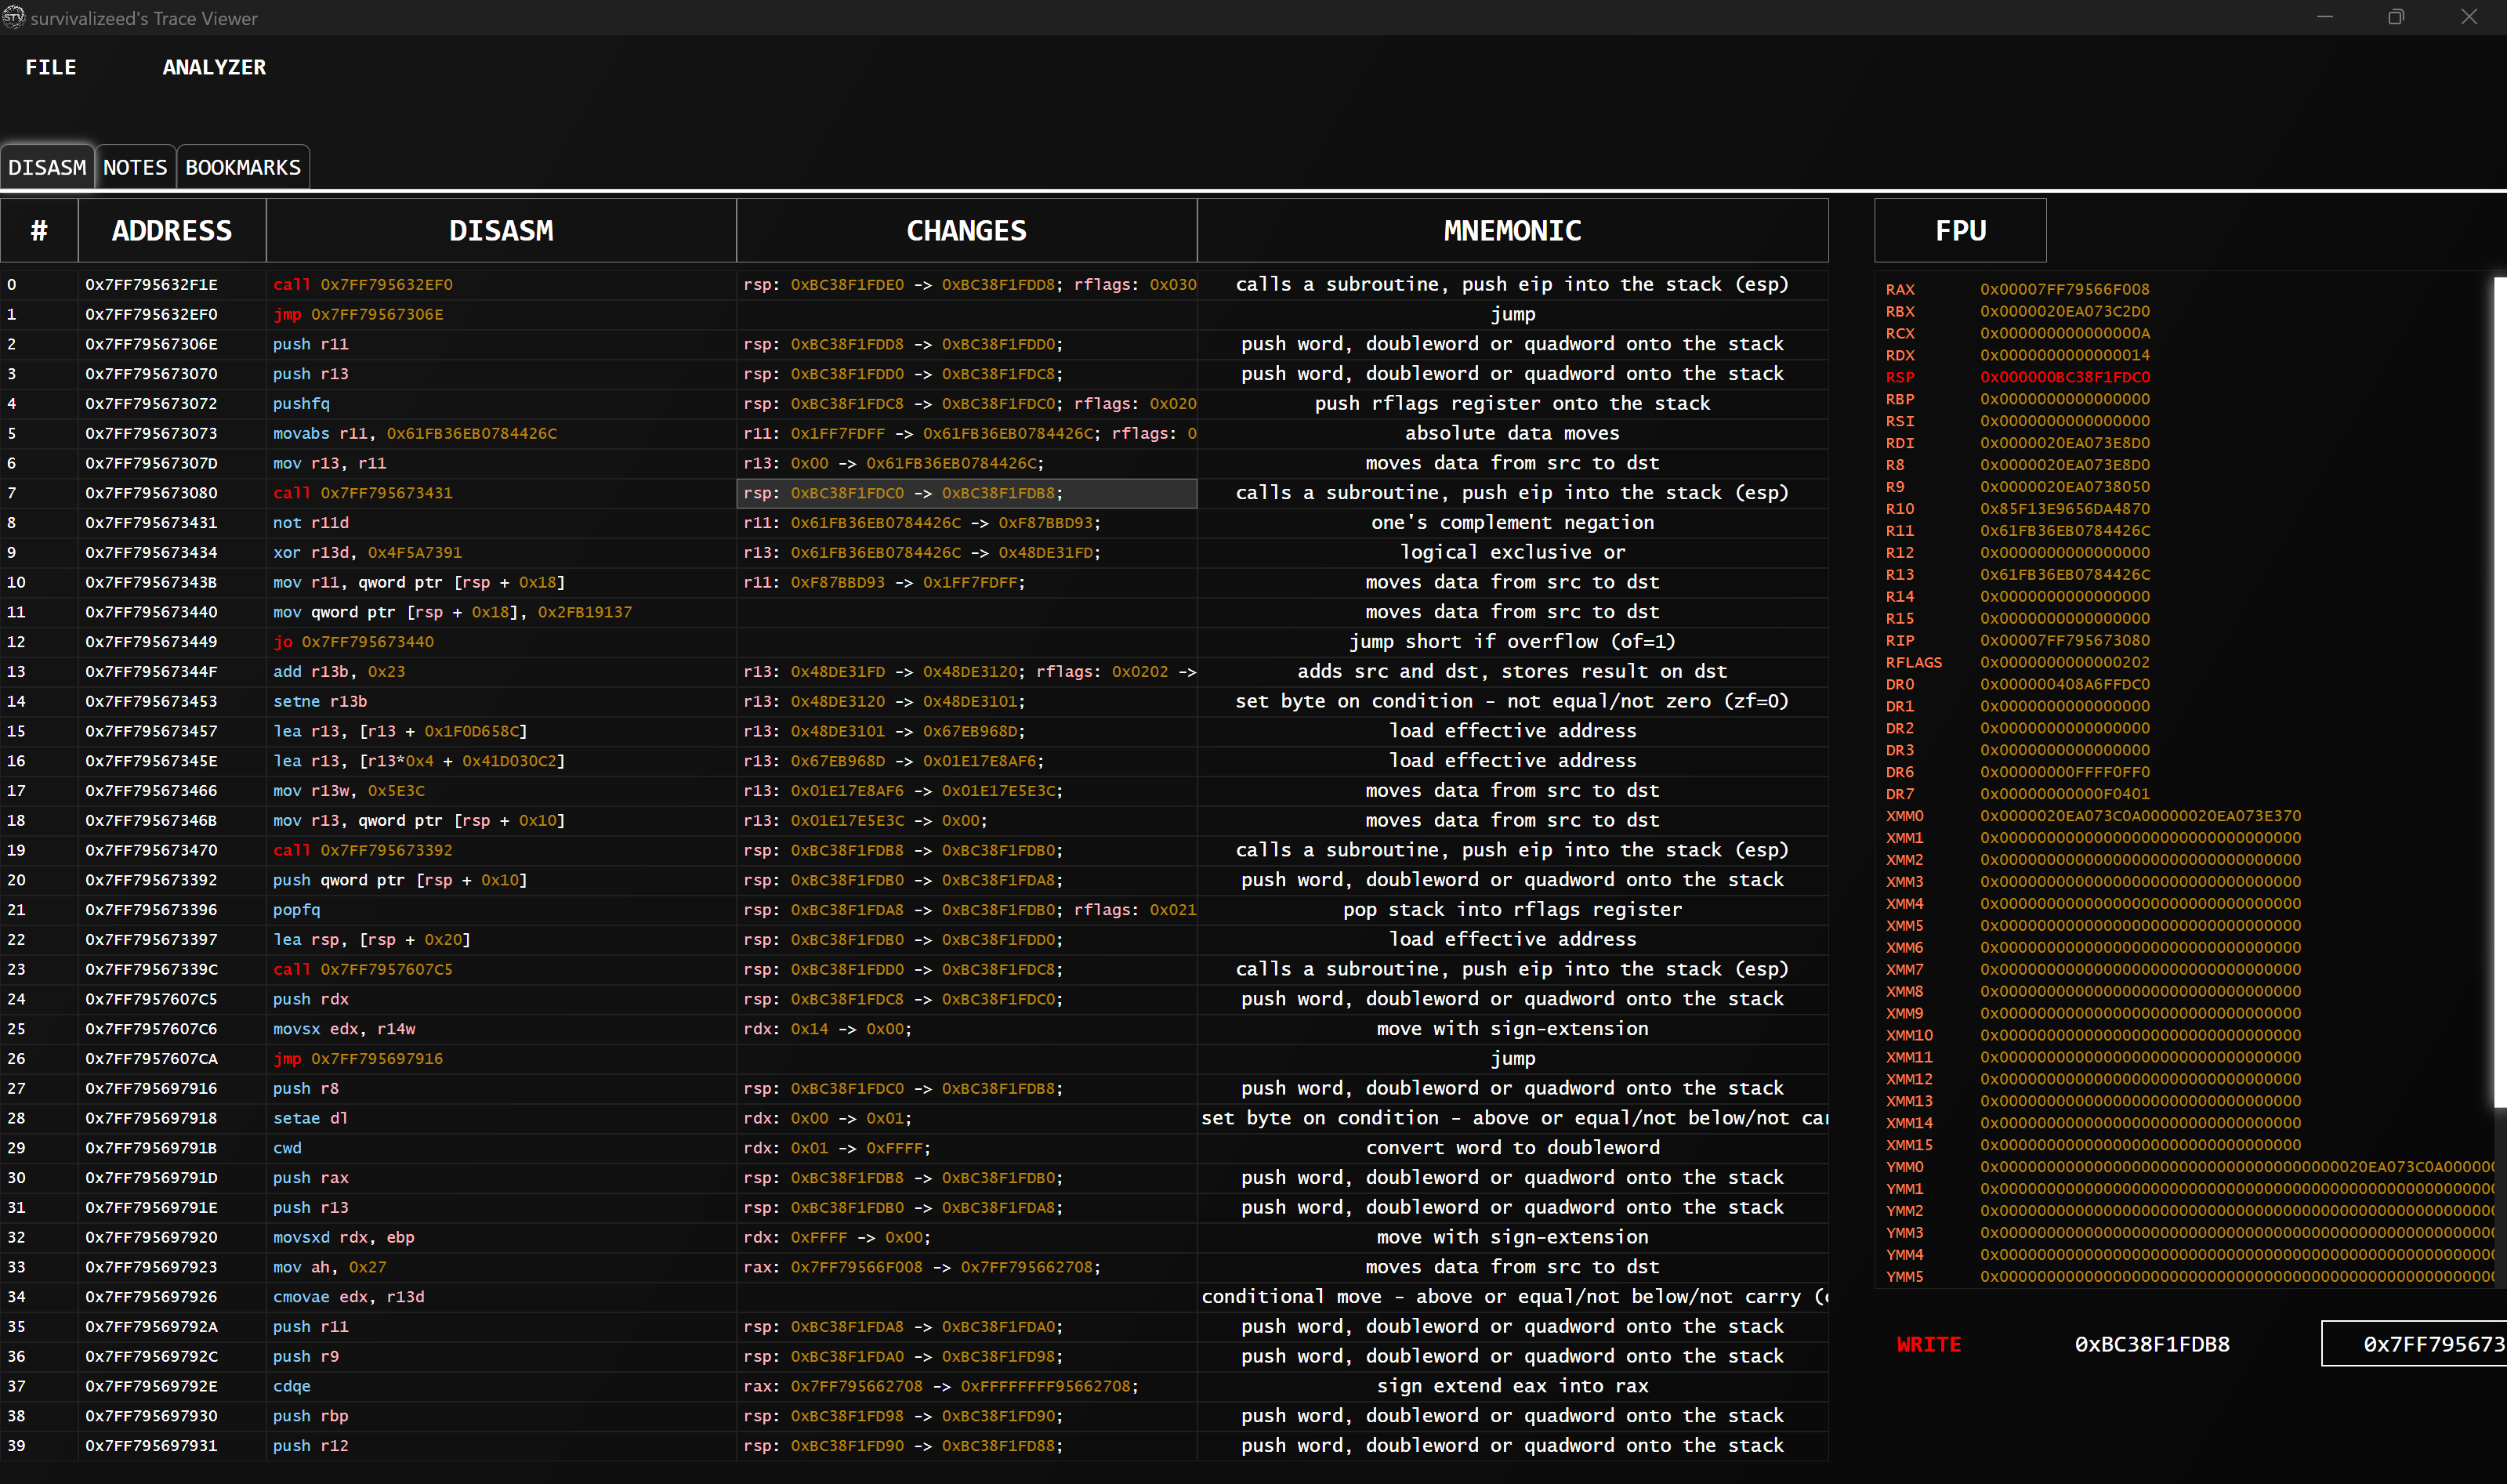 STV survivalizeed's Trace Viewer
FILE ANALYZER
DISASM NOTES BOOKMARKS
# ADDRESS DISASM CHANGES MNEMONIC FPU
0 0x7FF795632F1E call 0x7FF795632EF0 rsp: 0xBC38F1FDE0 -> 0xBC38F1FDD8; rflags: 0x030 calls a subroutine, push eip into the stack (esp)
1 0x7FF795632EF0 jmp 0x7FF79567306E jump
2 0x7FF79567306E push r11 rsp: 0xBC38F1FDD8 -> 0xBC38F1FDD0; push word, doubleword or quadword onto the stack
3 0x7FF795673070 push r13 rsp: 0xBC38F1FDD0 -> 0xBC38F1FDC8; push word, doubleword or quadword onto the stack
4 0x7FF795673072 pushfq rsp: 0xBC38F1FDC8 -> 0xBC38F1FDC0; rflags: 0x020 push rflags register onto the stack
5 0x7FF795673073 movabs r11, 0x61FB36EB0784426C r11: 0x1FF7FDFF -> 0x61FB36EB0784426C; rflags: 0 absolute data moves
6 0x7FF79567307D mov r13, r11 r13: 0x00 -> 0x61FB36EB0784426C; moves data from src to dst
7 0x7FF795673080 call 0x7FF795673431 rsp: 0xBC38F1FDC0 -> 0xBC38F1FDB8; calls a subroutine, push eip into the stack (esp)
8 0x7FF795673431 not r11d r11: 0x61FB36EB0784426C -> 0xF87BBD93; one's complement negation
9 0x7FF795673434 xor r13d, 0x4F5A7391 r13: 0x61FB36EB0784426C -> 0x48DE31FD; logical exclusive or
10 0x7FF79567343B mov r11, qword ptr [rsp + 0x18] r11: 0xF87BBD93 -> 0x1FF7FDFF; moves data from src to dst
11 0x7FF795673440 mov qword ptr [rsp + 0x18], 0x2FB19137 moves data from src to dst
12 0x7FF795673449 jo 0x7FF795673440 jump short if overflow (of=1)
13 0x7FF79567344F add r13b, 0x23 r13: 0x48DE31FD -> 0x48DE3120; rflags: 0x0202 -> adds src and dst, stores result on dst
14 0x7FF795673453 setne r13b r13: 0x48DE3120 -> 0x48DE3101; set byte on condition - not equal/not zero (zf=0)
15 0x7FF795673457 lea r13, [r13 + 0x1F0D658C] r13: 0x48DE3101 -> 0x67EB968D; load effective address
16 0x7FF79567345E lea r13, [r13*0x4 + 0x41D030C2] r13: 0x67EB968D -> 0x01E17E8AF6; load effective address
17 0x7FF795673466 mov r13w, 0x5E3C r13: 0x01E17E8AF6 -> 0x01E17E5E3C; moves data from src to dst
18 0x7FF79567346B mov r13, qword ptr [rsp + 0x10] r13: 0x01E17E5E3C -> 0x00; moves data from src to dst
19 0x7FF795673470 call 0x7FF795673392 rsp: 0xBC38F1FDB8 -> 0xBC38F1FDB0; calls a subroutine, push eip into the stack (esp)
20 0x7FF795673392 push qword ptr [rsp + 0x10] rsp: 0xBC38F1FDB0 -> 0xBC38F1FDA8; push word, doubleword or quadword onto the stack
21 0x7FF795673396 popfq rsp: 0xBC38F1FDA8 -> 0xBC38F1FDB0; rflags: 0x021 pop stack into rflags register
22 0x7FF795673397 lea rsp, [rsp + 0x20] rsp: 0xBC38F1FDB0 -> 0xBC38F1FDD0; load effective address
23 0x7FF79567339C call 0x7FF7957607C5 rsp: 0xBC38F1FDD0 -> 0xBC38F1FDC8; calls a subroutine, push eip into the stack (esp)
24 0x7FF7957607C5 push rdx rsp: 0xBC38F1FDC8 -> 0xBC38F1FDC0; push word, doubleword or quadword onto the stack
25 0x7FF7957607C6 movsx edx, r14w rdx: 0x14 -> 0x00; move with sign-extension
26 0x7FF7957607CA jmp 0x7FF795697916 jump
27 0x7FF795697916 push r8 rsp: 0xBC38F1FDC0 -> 0xBC38F1FDB8; push word, doubleword or quadword onto the stack
28 0x7FF795697918 setae dl rdx: 0x00 -> 0x01; set byte on condition - above or equal/not below/not car
29 0x7FF79569791B cwd rdx: 0x01 -> 0xFFFF; convert word to doubleword
30 0x7FF79569791D push rax rsp: 0xBC38F1FDB8 -> 0xBC38F1FDB0; push word, doubleword or quadword onto the stack
31 0x7FF79569791E push r13 rsp: 0xBC38F1FDB0 -> 0xBC38F1FDA8; push word, doubleword or quadword onto the stack
32 0x7FF795697920 movsxd rdx, ebp rdx: 0xFFFF -> 0x00; move with sign-extension
33 0x7FF795697923 mov ah, 0x27 rax: 0x7FF79566F008 -> 0x7FF795662708; moves data from src to dst
34 0x7FF795697926 cmovae edx, r13d conditional move - above or equal/not below/not carry (
35 0x7FF79569792A push r11 rsp: 0xBC38F1FDA8 -> 0xBC38F1FDA0; push word, doubleword or quadword onto the stack
36 0x7FF79569792C push r9 rsp: 0xBC38F1FDA0 -> 0xBC38F1FD98; push word, doubleword or quadword onto the stack
37 0x7FF79569792E cdqe rax: 0x7FF795662708 -> 0xFFFFFFFF95662708; sign extend eax into rax
38 0x7FF795697930 push rbp rsp: 0xBC38F1FD98 -> 0xBC38F1FD90; push word, doubleword or quadword onto the stack
39 0x7FF795697931 push r12 rsp: 0xBC38F1FD90 -> 0xBC38F1FD88; push word, doubleword or quadword onto the stack
RAX 0x00007FF79566F008
RBX 0x0000020EA073C2D0
RCX 0x000000000000000A
RDX 0x0000000000000014
RSP 0x000000BC38F1FDC0
RBP 0x0000000000000000
RSI 0x0000000000000000
RDI 0x0000020EA073E8D0
R8 0x0000020EA073E8D0
R9 0x0000020EA0738050
R10 0x85F13E9656DA4870
R11 0x61FB36EB0784426C
R12 0x0000000000000000
R13 0x61FB36EB0784426C
R14 0x0000000000000000
R15 0x0000000000000000
RIP 0x00007FF795673080
RFLAGS 0x0000000000000202
DR0 0x000000408A6FFDC0
DR1 0x0000000000000000
DR2 0x0000000000000000
DR3 0x0000000000000000
DR6 0x00000000FFFF0FF0
DR7 0x00000000000F0401
XMM0 0x0000020EA073C0A00000020EA073E370
XMM1 0x00000000000000000000000000000000
XMM2 0x00000000000000000000000000000000
XMM3 0x00000000000000000000000000000000
XMM4 0x00000000000000000000000000000000
XMM5 0x00000000000000000000000000000000
XMM6 0x00000000000000000000000000000000
XMM7 0x00000000000000000000000000000000
XMM8 0x00000000000000000000000000000000
XMM9 0x00000000000000000000000000000000
XMM10 0x00000000000000000000000000000000
XMM11 0x00000000000000000000000000000000
XMM12 0x00000000000000000000000000000000
XMM13 0x00000000000000000000000000000000
XMM14 0x00000000000000000000000000000000
XMM15 0x00000000000000000000000000000000
YMM0 0x000000000000000000000000000000000000020EA073C0A000000
YMM1 0x000000000000000000000000000000000000000000000000000
YMM2 0x000000000000000000000000000000000000000000000000000
YMM3 0x000000000000000000000000000000000000000000000000000
YMM4 0x000000000000000000000000000000000000000000000000000
YMM5 0x000000000000000000000000000000000000000000000000000
WRITE 0xBC38F1FDB8 0x7FF795673